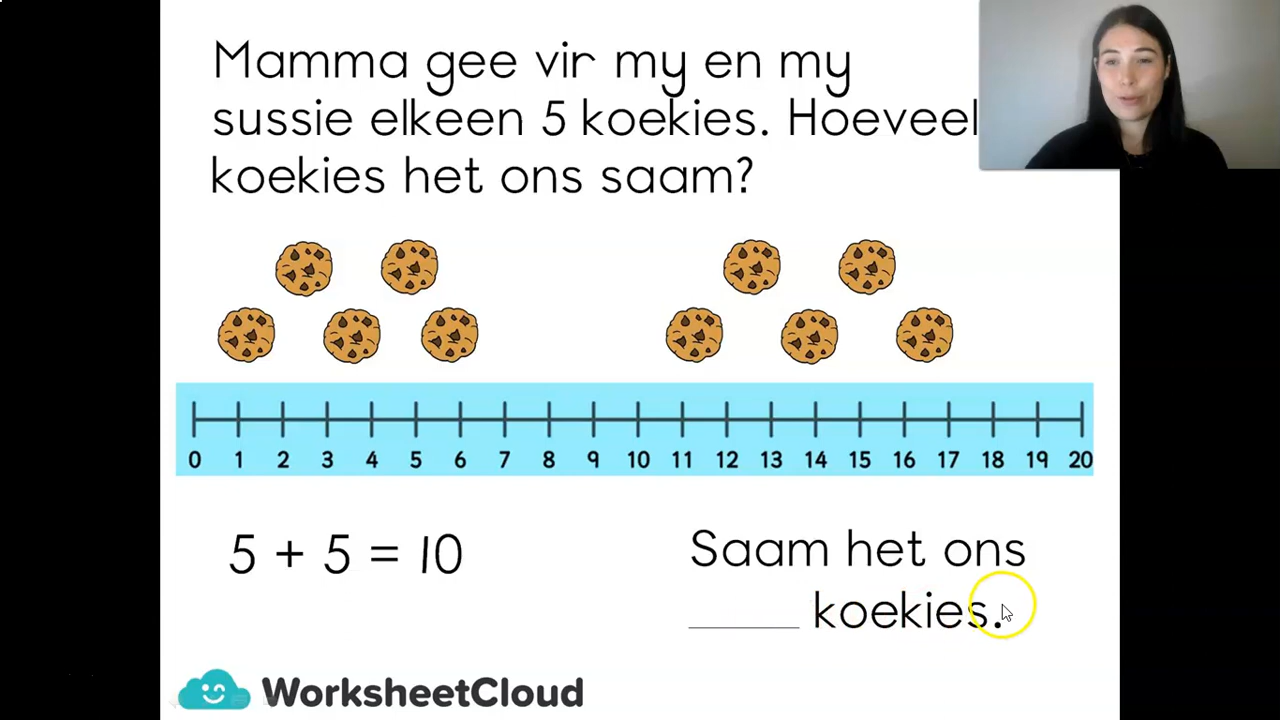 Mamma gee vir my en my
sussie elkeen 5 koekies. Hoeveel
koekies het ons saam?
0 1 2 3 4 5 6 7 8 9 10 11 12 13 14 15 16 17 18 19 20
5 + 5 = 10
Saam het ons
_____ koekies.
WorksheetCloud